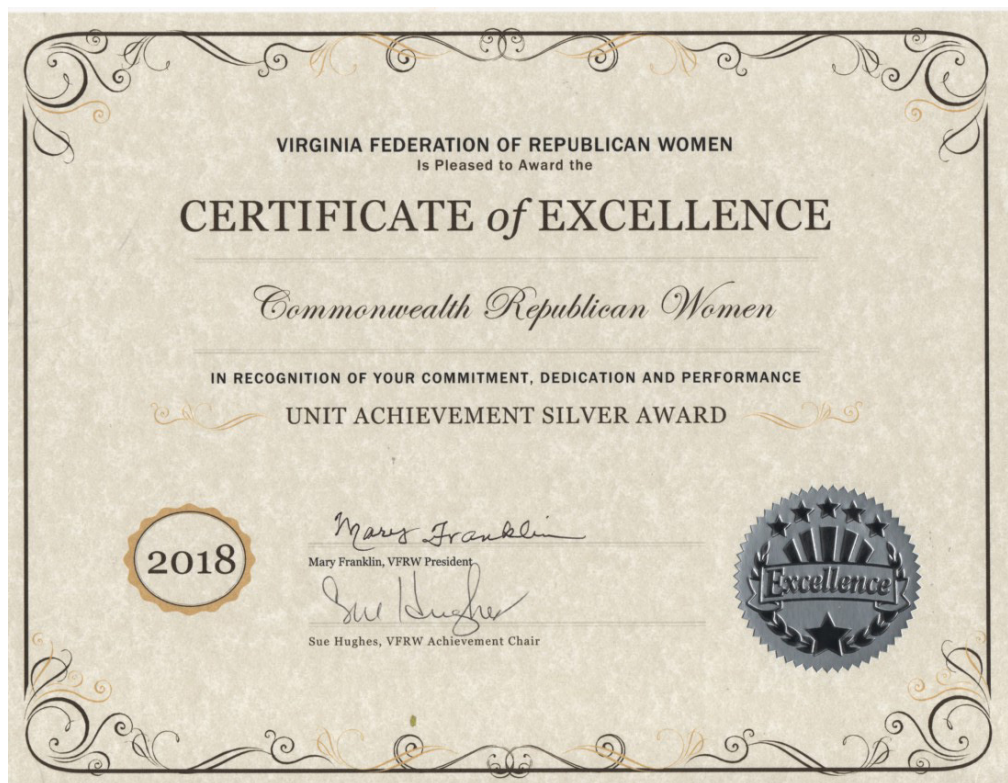 VIRGINIA FEDERATION OF REPUBLICAN WOMEN
Is Pleased to Award the
CERTIFICATE of EXCELLENCE
Commonwealth Republican Women
IN RECOGNITION OF YOUR COMMITMENT, DEDICATION AND PERFORMANCE
UNIT ACHIEVEMENT SILVER AWARD
2018
Mary Franklin
Mary Franklin, VFRW President
Sue Hughes
Sue Hughes, VFRW Achievement Chair
Excellence